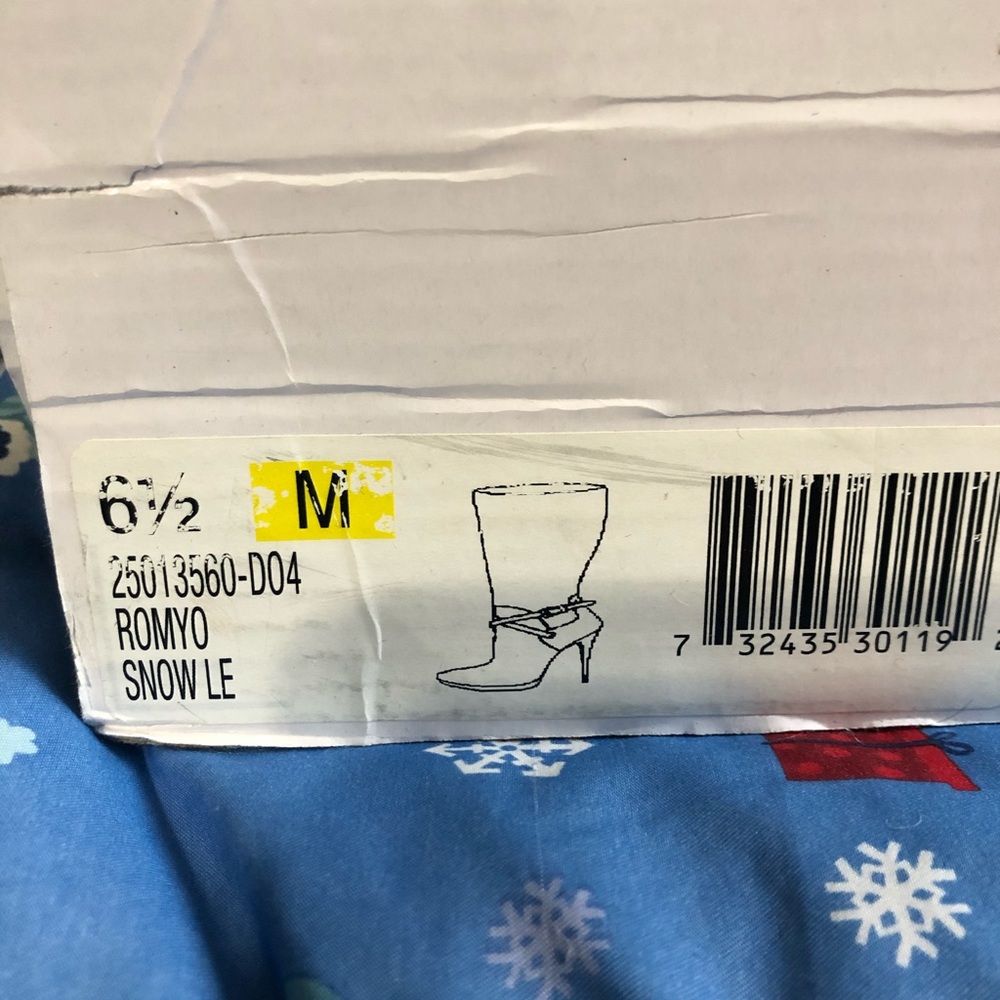 6½ M
25013560-D04
ROMYO
SNOW LE
7 32435 30119